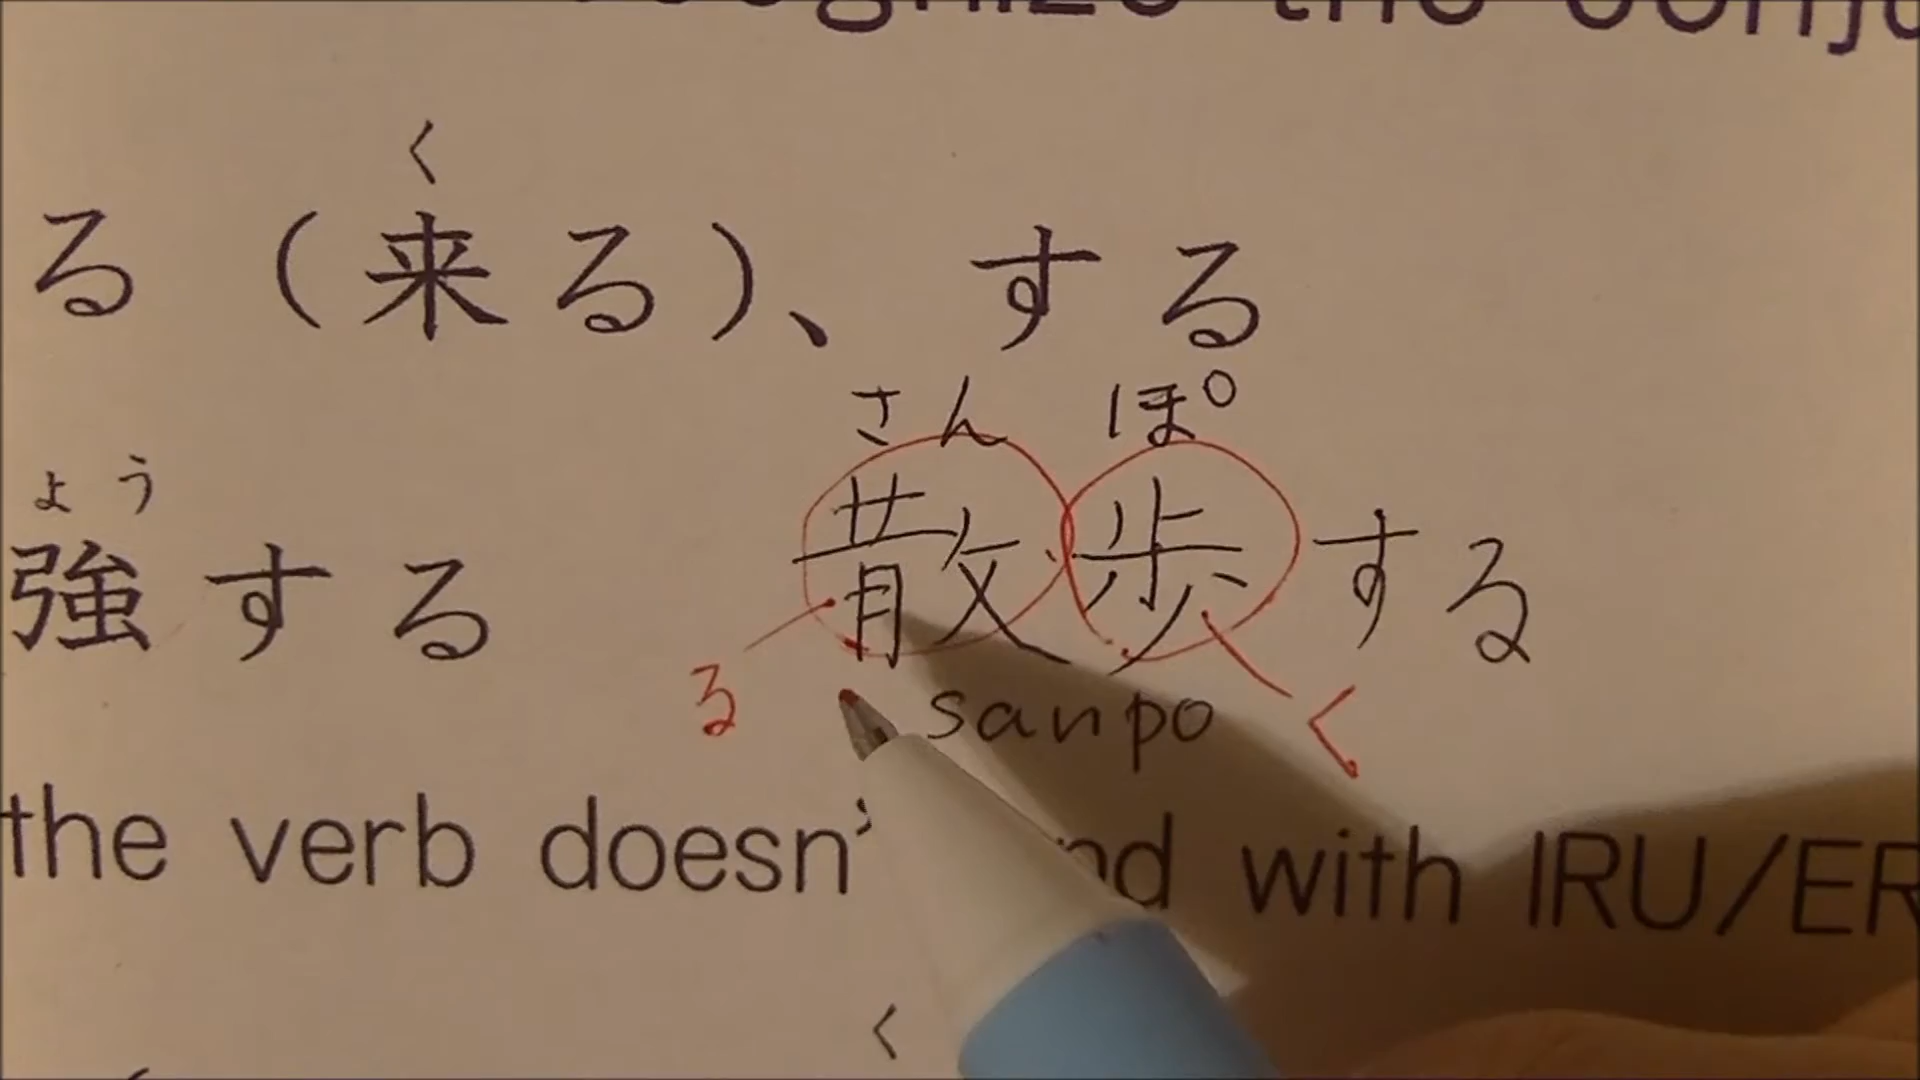 く
る（来る）、する
さん ぽ
ょう
強する 散歩する
る sanpo く
the verb doesn' with IRU/ER
く